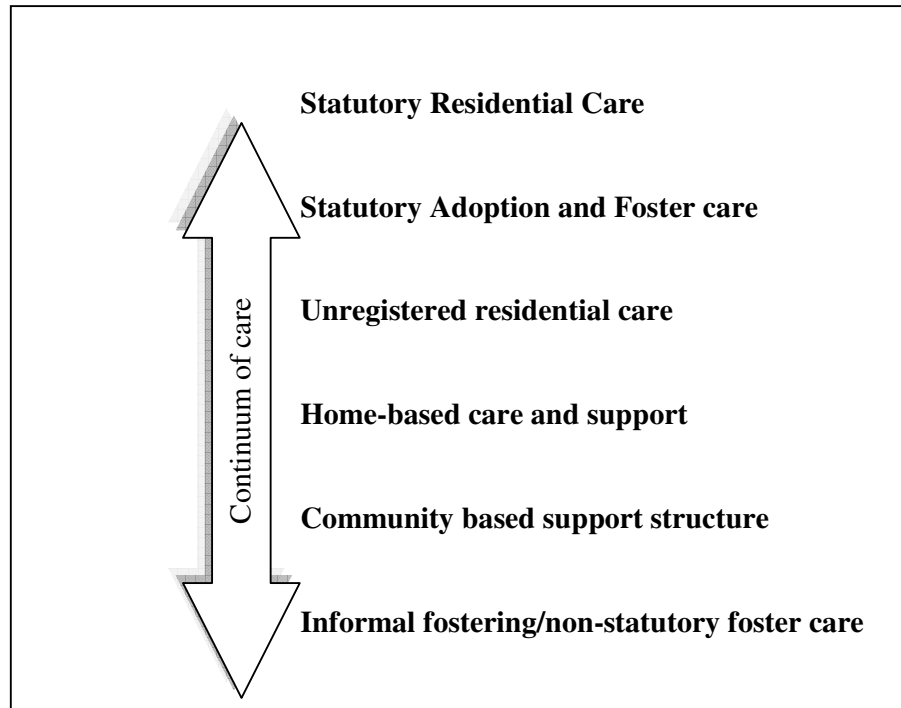 Statutory Residential Care
Statutory Adoption and Foster care
Unregistered residential care
Continuum of care
Home-based care and support
Community based support structure
Informal fostering/non-statutory foster care